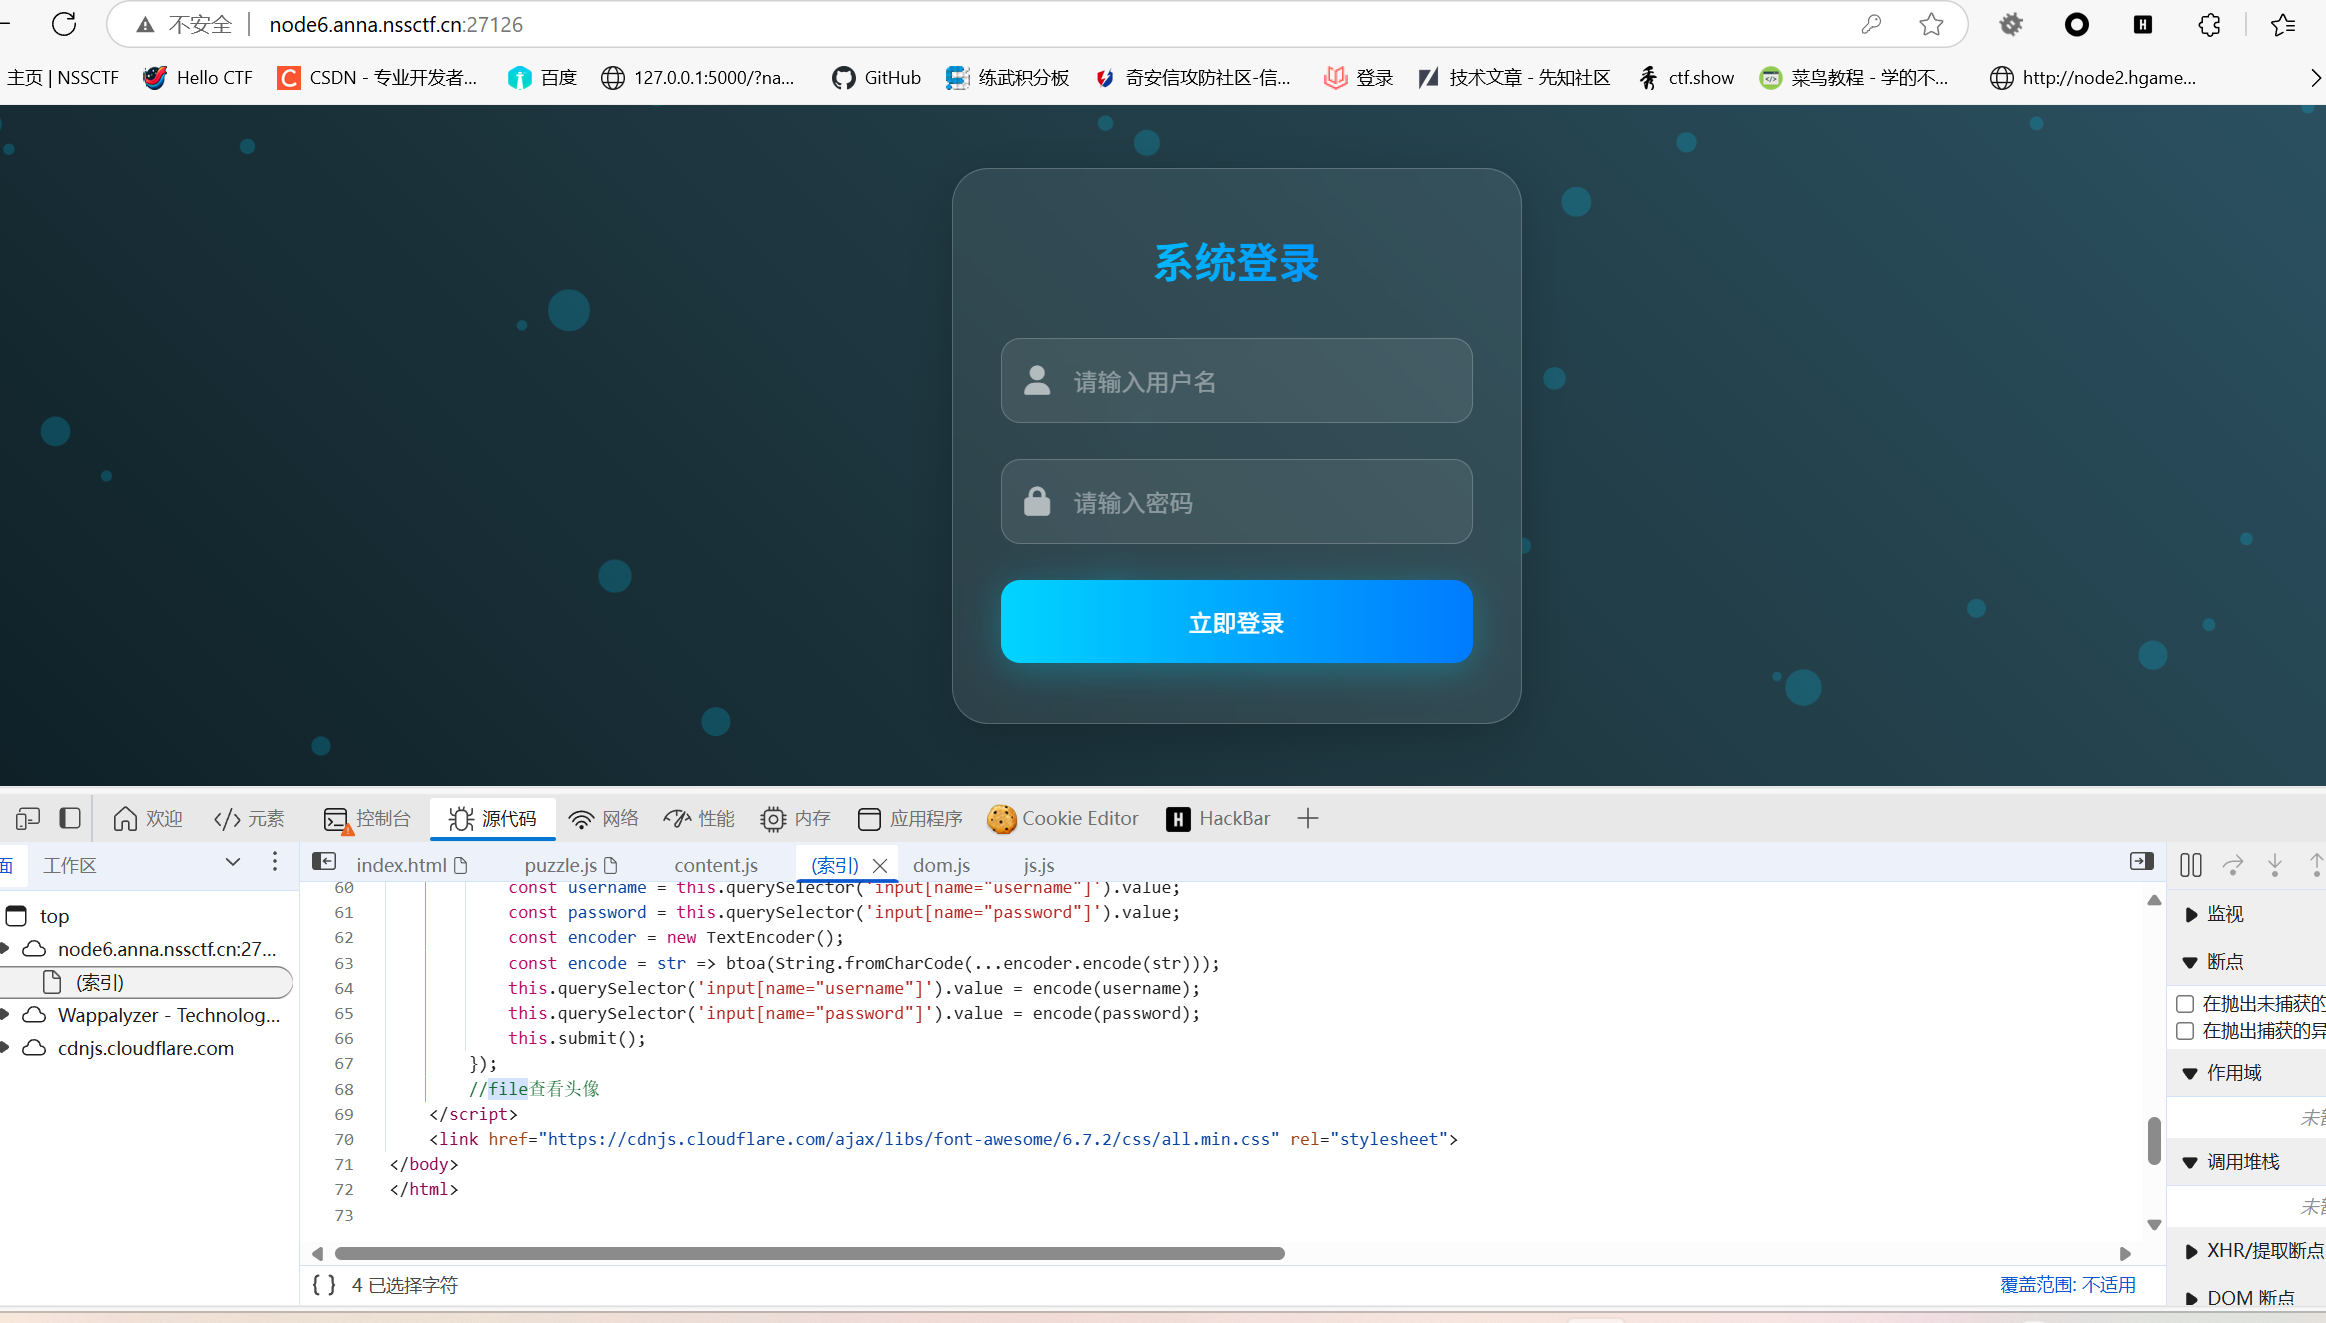 不安全 node6.anna.nssctf.cn:27126
主页 | NSSCTF Hello CTF CSDN - 专业开发者... 百度 127.0.0.1:5000/?na... GitHub 练武积分板 奇安信攻防社区-信... 登录 技术文章 - 先知社区 ctf.show 菜鸟教程 - 学的不... http://node2.hgame...
系统登录
请输入用户名
请输入密码
立即登录
欢迎 </> 元素 控制台 源代码 网络 性能 内存 应用程序 Cookie Editor HackBar
面 工作区
index.html puzzle.js content.js (索引) dom.js js.js
top
node6.anna.nssctf.cn:27...
(索引)
Wappalyzer - Technolog...
cdnjs.cloudflare.com
60 const username = this.querySelector('input[name="username"]').value;
61 const password = this.querySelector('input[name="password"]').value;
62 const encoder = new TextEncoder();
63 const encode = str => btoa(String.fromCharCode(...encoder.encode(str)));
64 this.querySelector('input[name="username"]').value = encode(username);
65 this.querySelector('input[name="password"]').value = encode(password);
66 this.submit();
67 });
68 //file查看头像
69 </script>
70 <link href="https://cdnjs.cloudflare.com/ajax/libs/font-awesome/6.7.2/css/all.min.css" rel="stylesheet">
71 </body>
72 </html>
73
{ } 4 已选择字符
覆盖范围: 不适用
监视
断点
在抛出未捕获的
在抛出捕获的异
作用域
未
调用堆栈
未
XHR/提取断点
DOM 断点